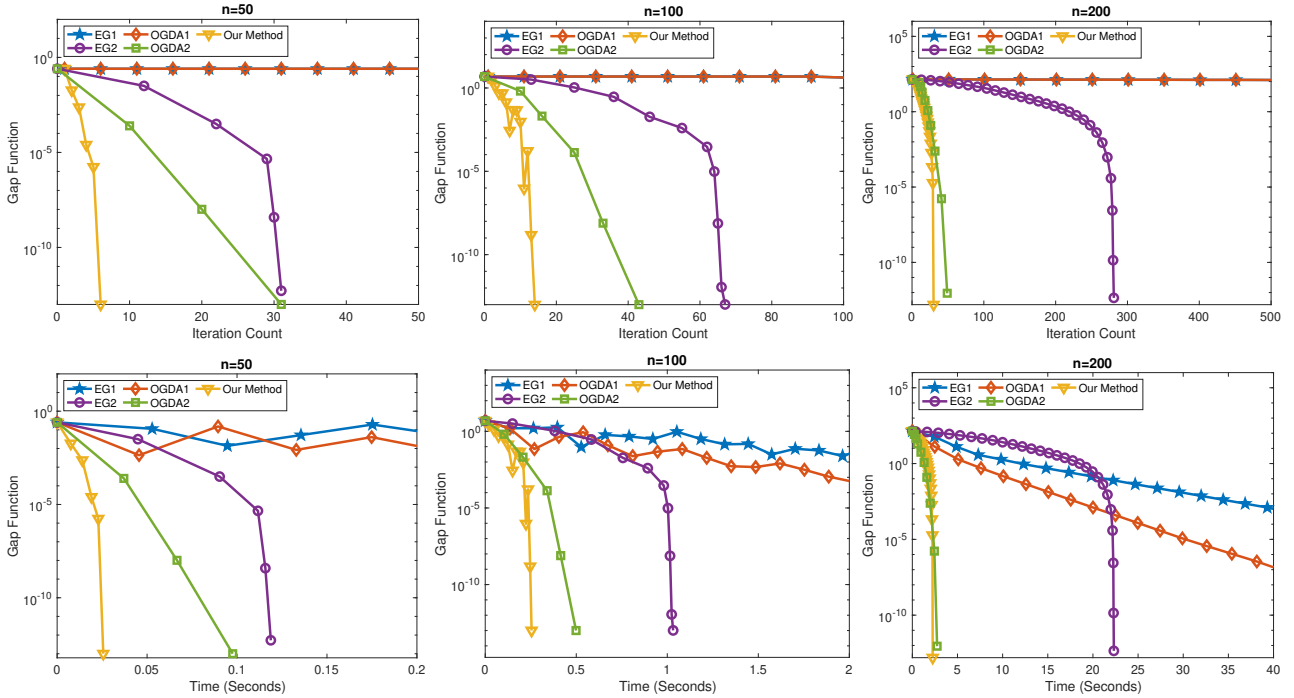 n=50
EG1 OGDA1 Our Method
EG2 OGDA2
10^0
10^-5
10^-10
Gap Function
0 10 20 30 40 50
Iteration Count
n=100
EG1 OGDA1 Our Method
EG2 OGDA2
10^0
10^-5
10^-10
Gap Function
0 20 40 60 80 100
Iteration Count
n=200
EG1 OGDA1 Our Method
EG2 OGDA2
10^5
10^0
10^-5
10^-10
Gap Function
0 100 200 300 400 500
Iteration Count
n=50
EG1 OGDA1 Our Method
EG2 OGDA2
10^0
10^-5
10^-10
Gap Function
0 0.05 0.1 0.15 0.2
Time (Seconds)
n=100
EG1 OGDA1 Our Method
EG2 OGDA2
10^0
10^-5
10^-10
Gap Function
0 0.5 1 1.5 2
Time (Seconds)
n=200
EG1 OGDA1 Our Method
EG2 OGDA2
10^5
10^0
10^-5
10^-10
Gap Function
0 5 10 15 20 25 30 35 40
Time (Seconds)